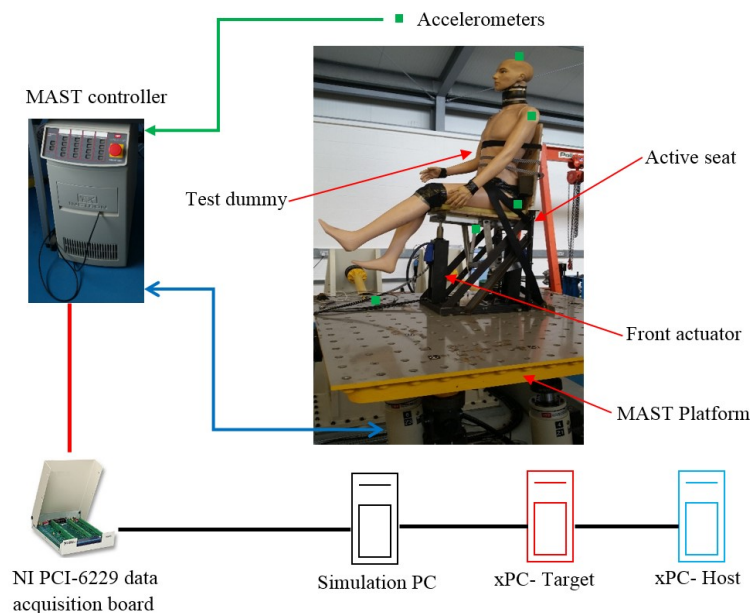 Accelerometers
MAST controller
Active seat
Test dummy
Front actuator
MAST Platform
NI PCI-6229 data
acquisition board
Simulation PC
xPC- Target
xPC- Host